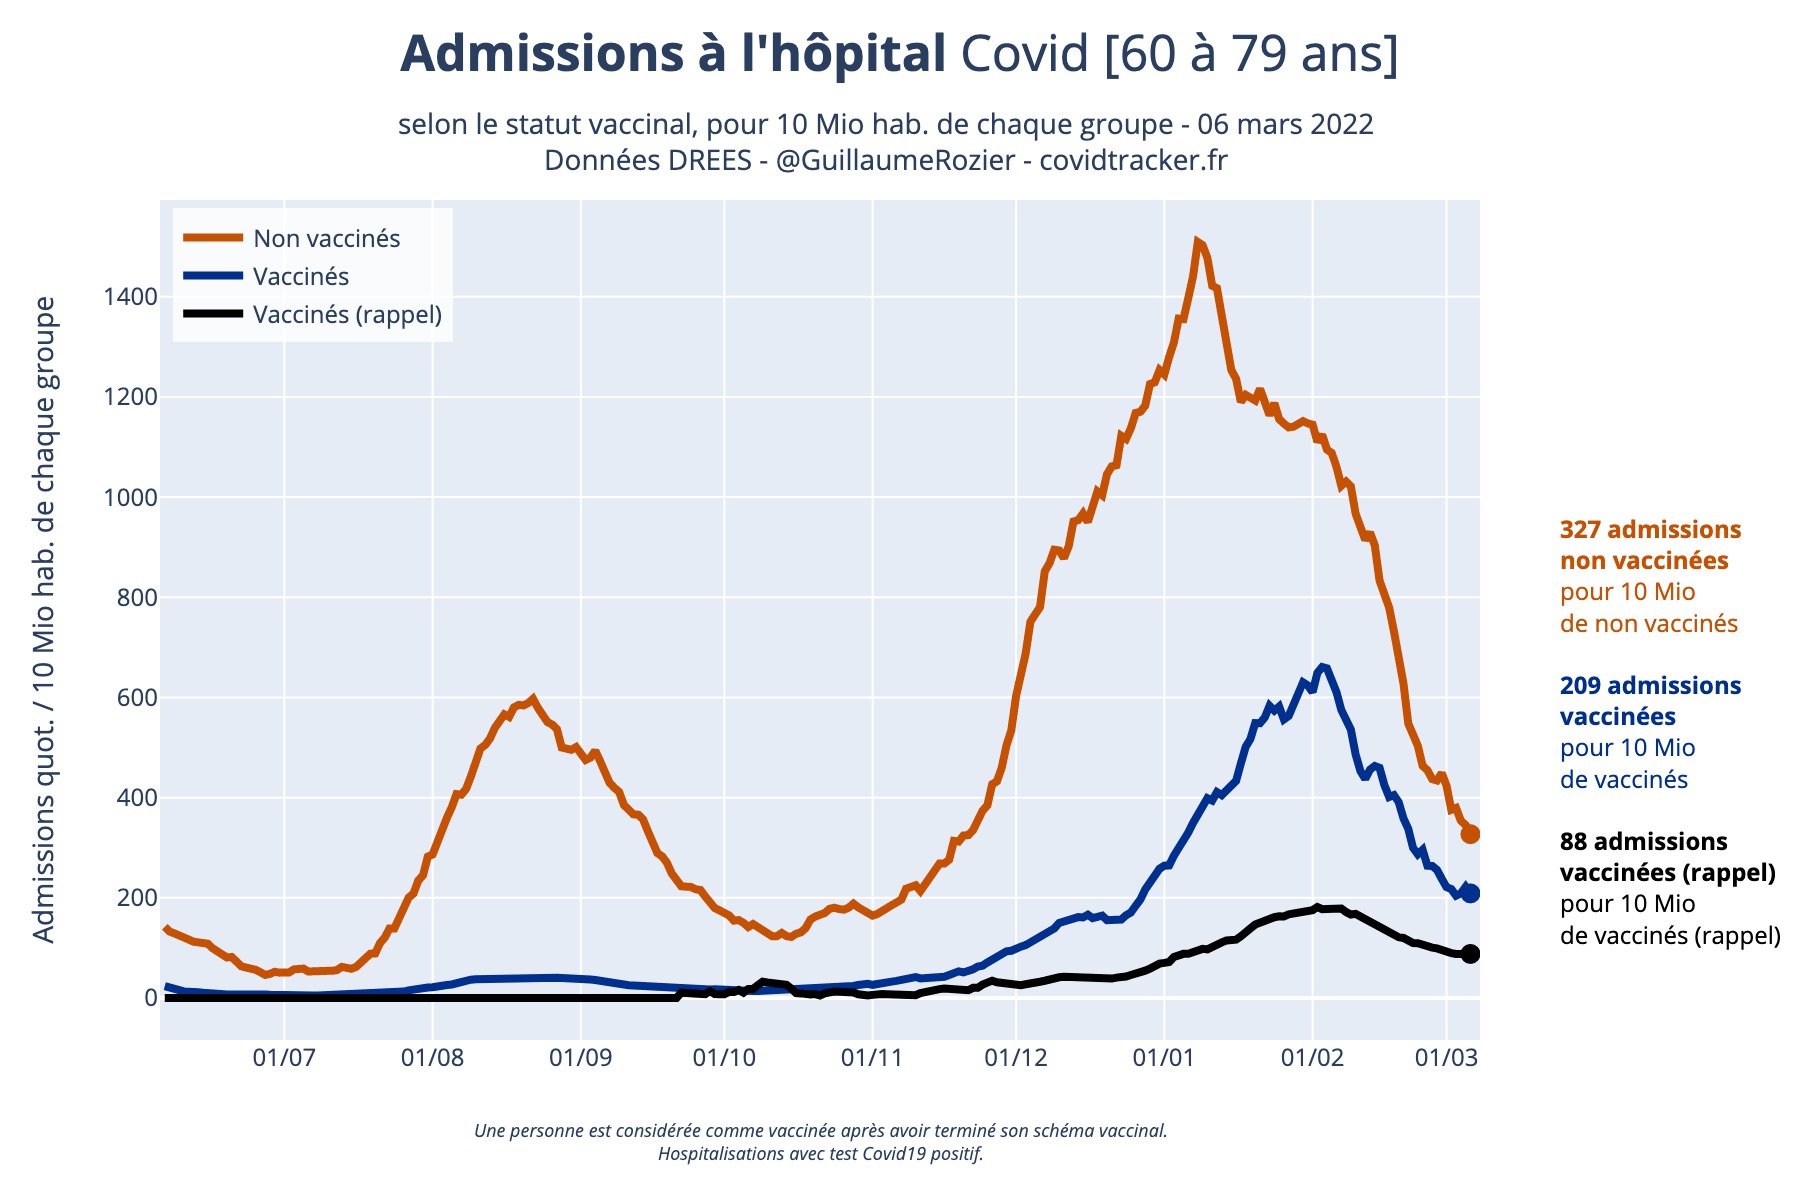 Admissions à l'hôpital Covid [60 à 79 ans]
selon le statut vaccinal, pour 10 Mio hab. de chaque groupe - 06 mars 2022
Données DREES - @GuillaumeRozier - covidtracker.fr
Non vaccinés
Vaccinés
Vaccinés (rappel)
Admissions quot. / 10 Mio hab. de chaque groupe
1400
1200
1000
800
600
400
200
0
01/07 01/08 01/09 01/10 01/11 01/12 01/01 01/02 01/03
327 admissions
non vaccinées
pour 10 Mio
de non vaccinés
209 admissions
vaccinées
pour 10 Mio
de vaccinés
88 admissions
vaccinées (rappel)
pour 10 Mio
de vaccinés (rappel)
Une personne est considérée comme vaccinée après avoir terminé son schéma vaccinal.
Hospitalisations avec test Covid19 positif.